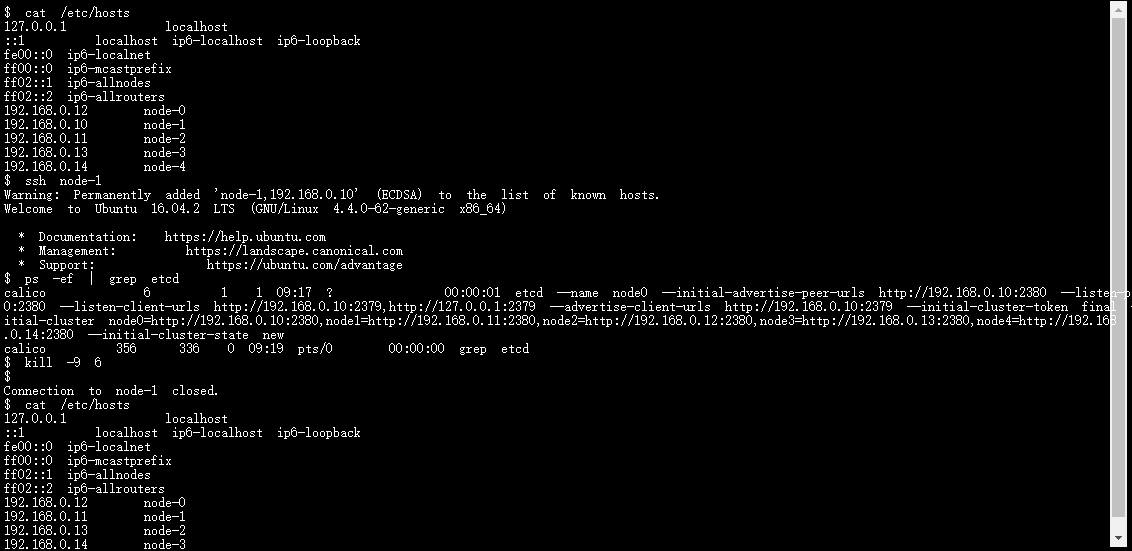 $ cat /etc/hosts
127.0.0.1 localhost
::1 localhost ip6-localhost ip6-loopback
fe00::0 ip6-localnet
ff00::0 ip6-mcastprefix
ff02::1 ip6-allnodes
ff02::2 ip6-allrouters
192.168.0.12 node-0
192.168.0.10 node-1
192.168.0.11 node-2
192.168.0.13 node-3
192.168.0.14 node-4
$ ssh node-1
Warning: Permanently added 'node-1,192.168.0.10' (ECDSA) to the list of known hosts.
Welcome to Ubuntu 16.04.2 LTS (GNU/Linux 4.4.0-62-generic x86_64)
* Documentation: https://help.ubuntu.com
* Management: https://landscape.canonical.com
* Support: https://ubuntu.com/advantage
$ ps -ef | grep etcd
calico 6 1 1 09:17 ? 00:00:01 etcd --name node0 --initial-advertise-peer-urls http://192.168.0.10:2380 --listen-p
0:2380 --listen-client-urls http://192.168.0.10:2379,http://127.0.0.1:2379 --advertise-client-urls http://192.168.0.10:2379 --initial-cluster-token final
itial-cluster node0=http://192.168.0.10:2380,node1=http://192.168.0.11:2380,node2=http://192.168.0.12:2380,node3=http://192.168.0.13:2380,node4=http://192.168
.0.14:2380 --initial-cluster-state new
calico 356 336 0 09:19 pts/0 00:00:00 grep etcd
$ kill -9 6
$
Connection to node-1 closed.
$ cat /etc/hosts
127.0.0.1 localhost
::1 localhost ip6-localhost ip6-loopback
fe00::0 ip6-localnet
ff00::0 ip6-mcastprefix
ff02::1 ip6-allnodes
ff02::2 ip6-allrouters
192.168.0.12 node-0
192.168.0.11 node-1
192.168.0.13 node-2
192.168.0.14 node-3